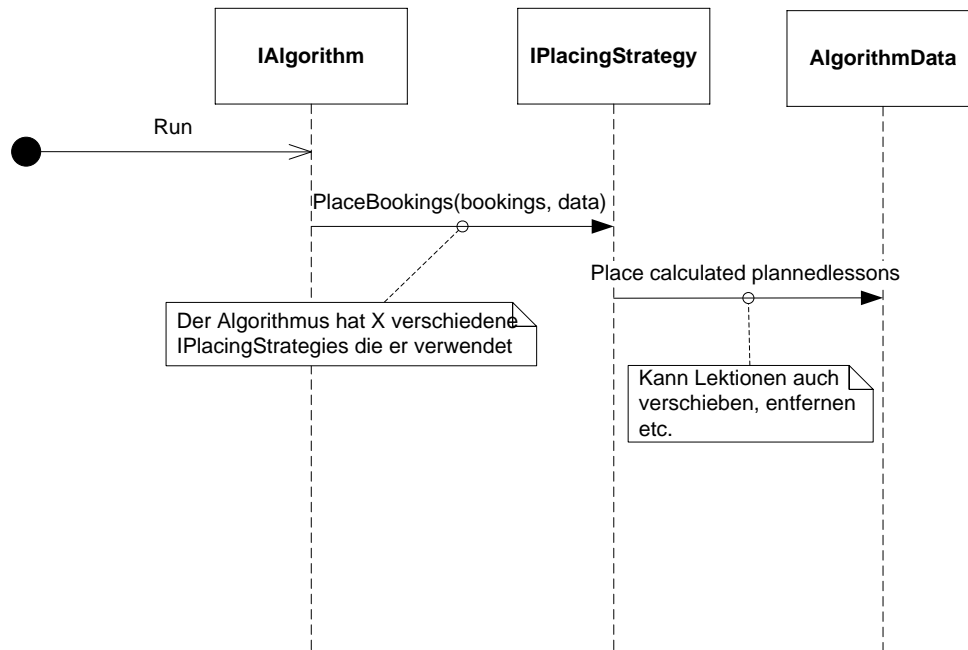 IAlgorithm
IPlacingStrategy
AlgorithmData
Run
PlaceBookings(bookings, data)
Place calculated plannedlessons
Der Algorithmus hat X verschiedene
IPlacingStrategies die er verwendet
Kann Lektionen auch
verschieben, entfernen
etc.